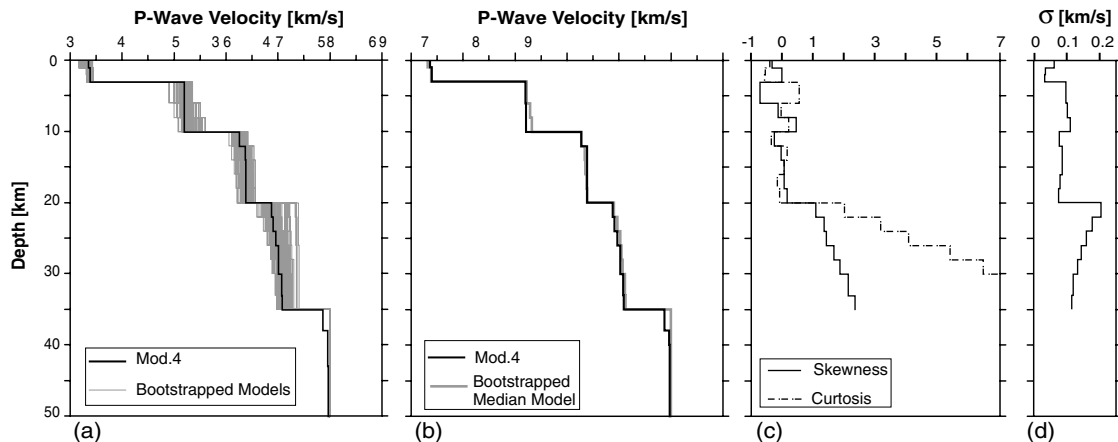 P-Wave Velocity [km/s]
3 4 5 3 6 4 7 5 8 6 9
0
10
20
30
40
50
Depth [km]
Mod.4
Bootstrapped Models
(a)
P-Wave Velocity [km/s]
7 8 9
Mod.4
Bootstrapped
Median Model
(b)
-1 0 1 3 5 7
Skewness
Curtosis
(c)
σ [km/s]
0 0.1 0.2
(d)